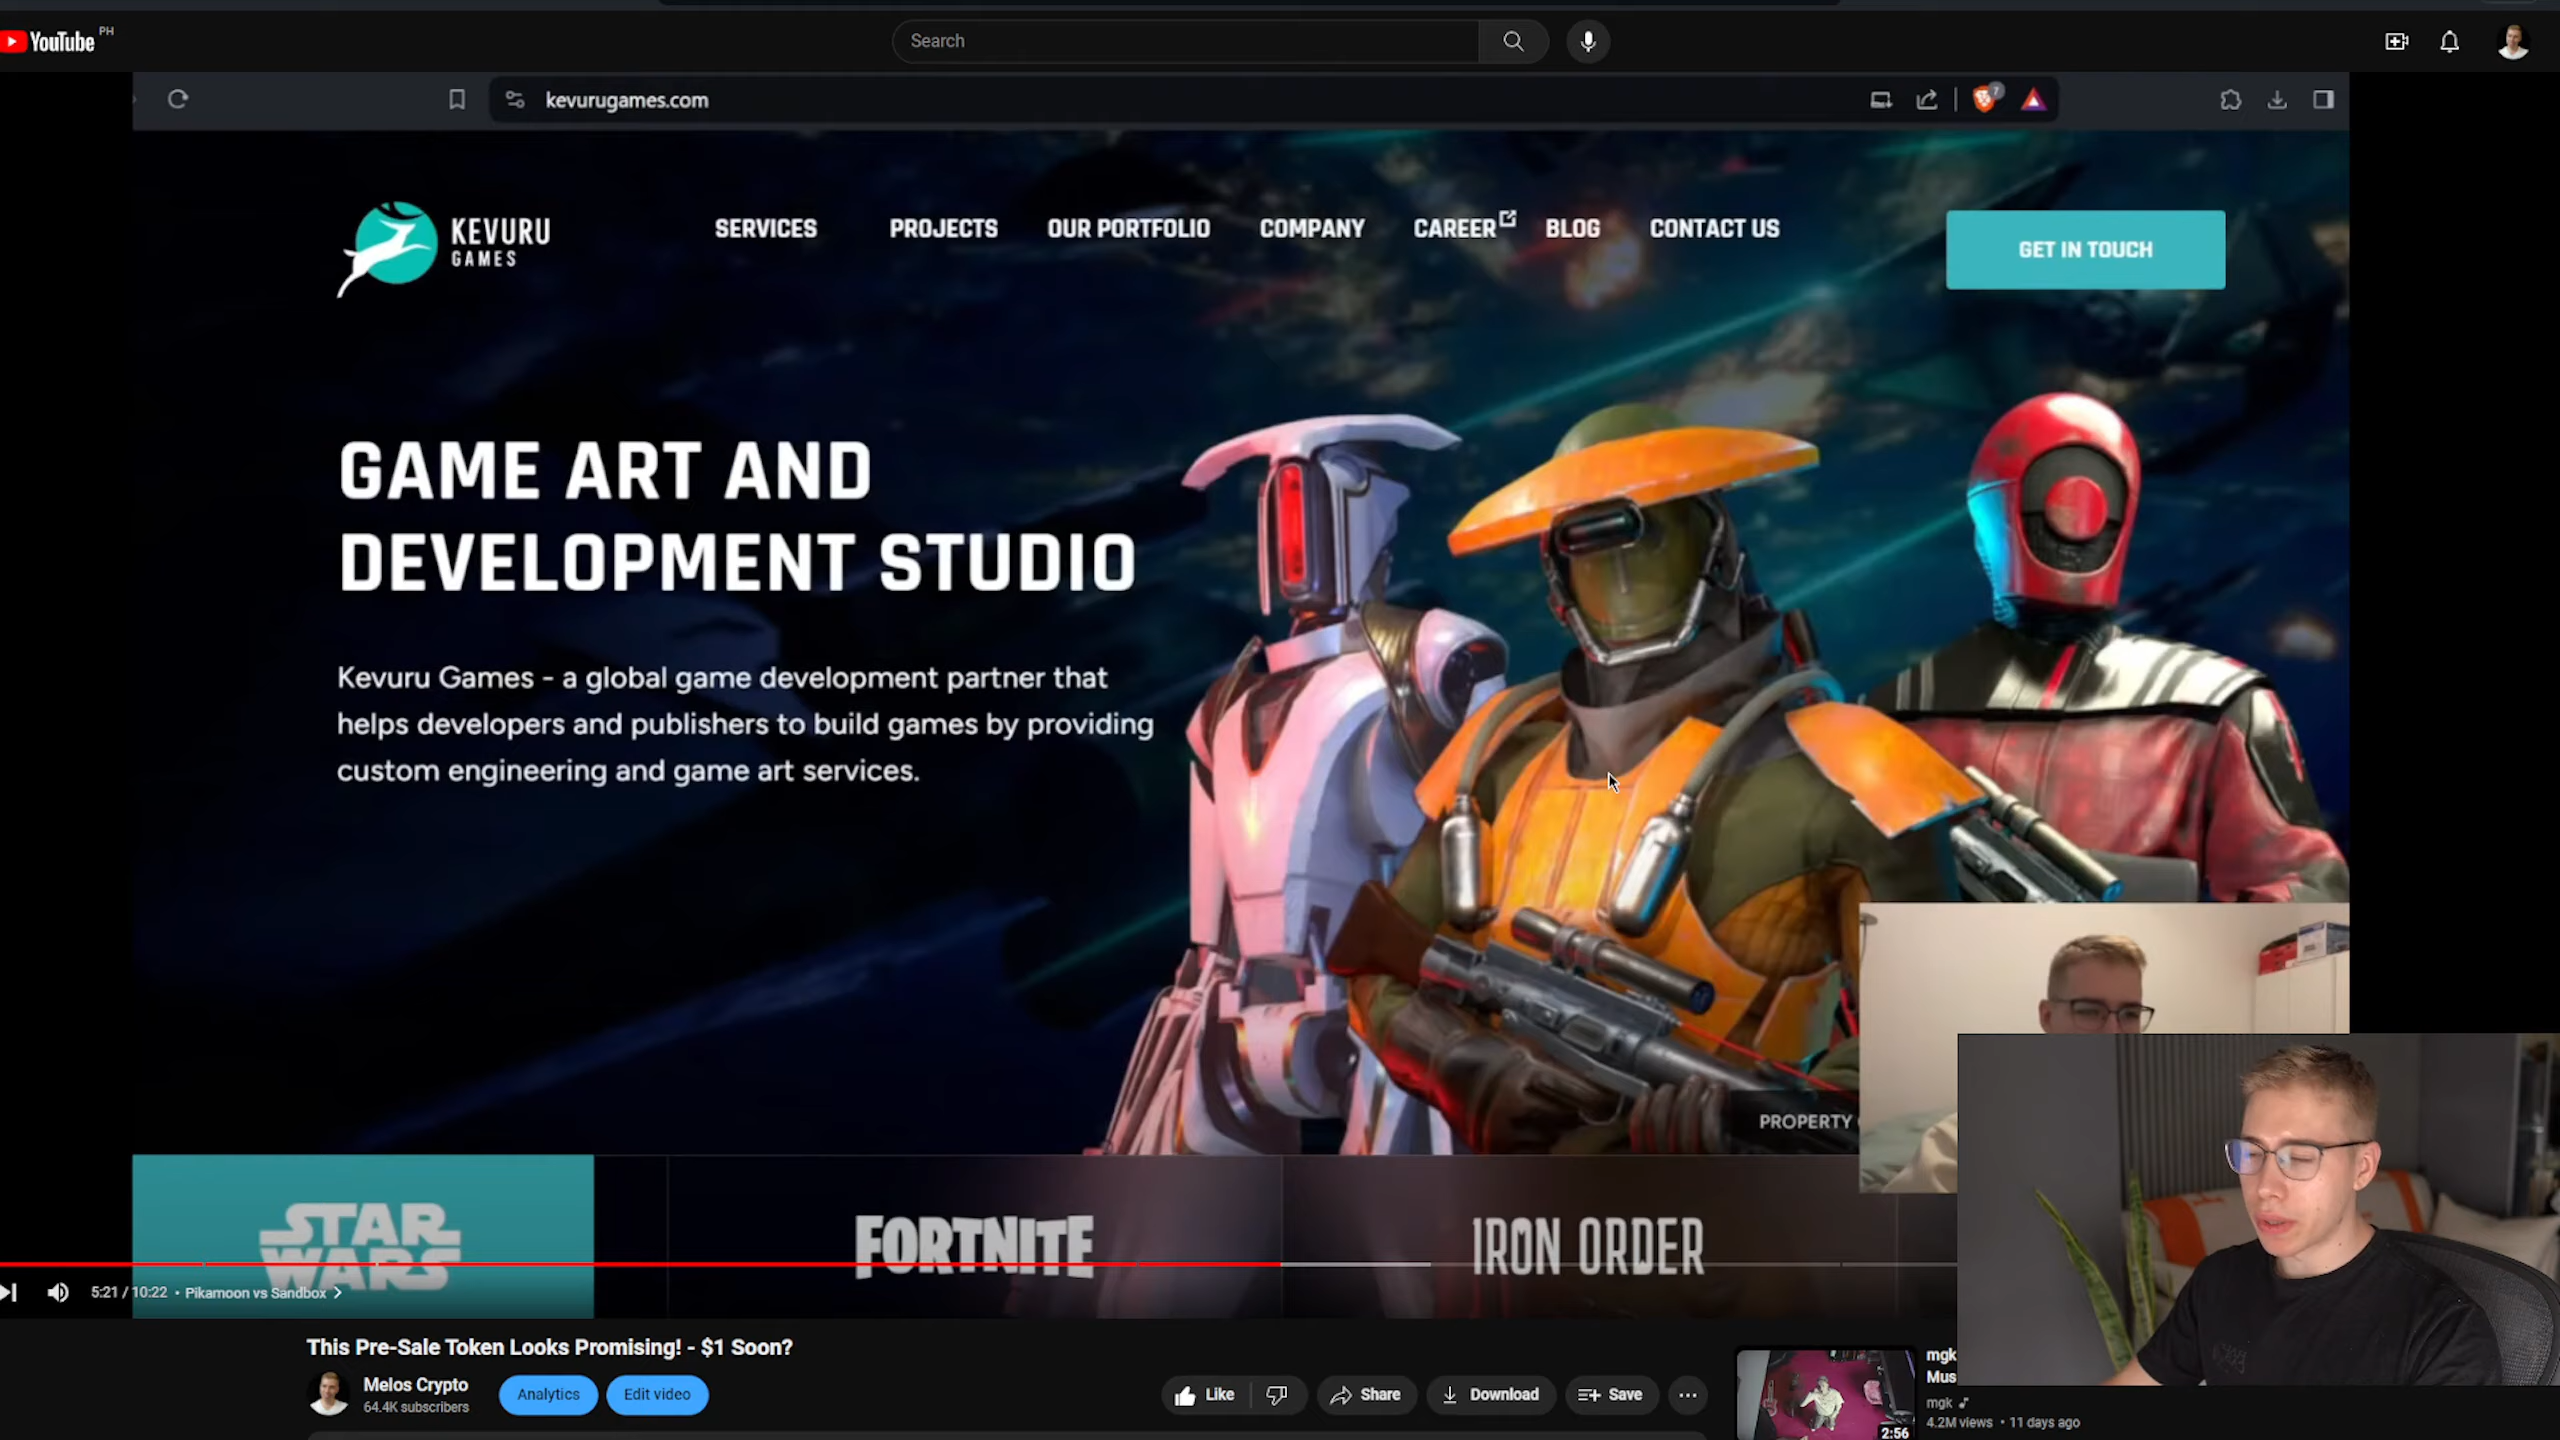 YouTube PH
Search
kevurugames.com
7
KEVURU
GAMES
SERVICES
PROJECTS
OUR PORTFOLIO
COMPANY
CAREER
BLOG
CONTACT US
GET IN TOUCH
GAME ART AND
DEVELOPMENT STUDIO
Kevuru Games - a global game development partner that
helps developers and publishers to build games by providing
custom engineering and game art services.
PROPERTY
STAR
WARS
FORTNITE
IRON ORDER
5:21 / 10:22 • Pikamoon vs Sandbox
This Pre-Sale Token Looks Promising! - $1 Soon?
Melos Crypto
64.4K subscribers
Analytics
Edit video
Like
Share
Download
Save
2:56
mgk
Mus
mgk
4.2M views • 11 days ago